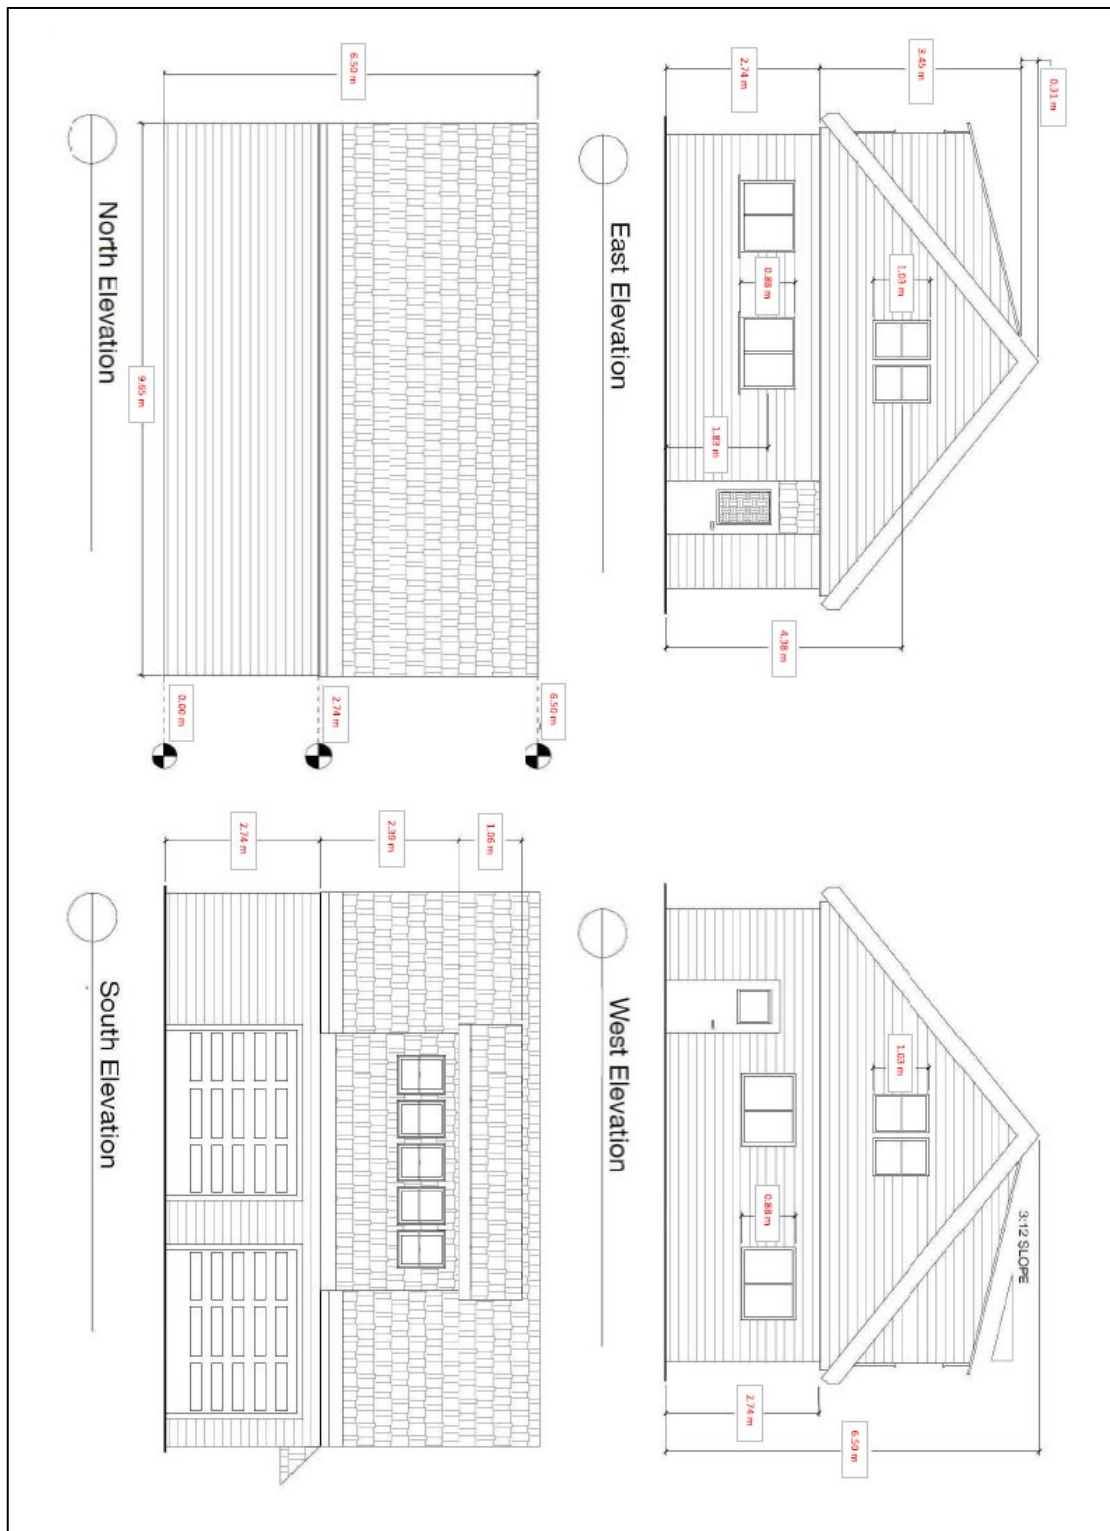 0.31 m
3.45 m
2.74 m
1.03 m
0.88 m
1.83 m
4.38 m
East Elevation
3:12 SLOPE
1.03 m
0.88 m
2.74 m
6.50 m
West Elevation
6.50 m
9.65 m
6.50 m
2.74 m
0.00 m
North Elevation
1.06 m
2.39 m
2.74 m
South Elevation